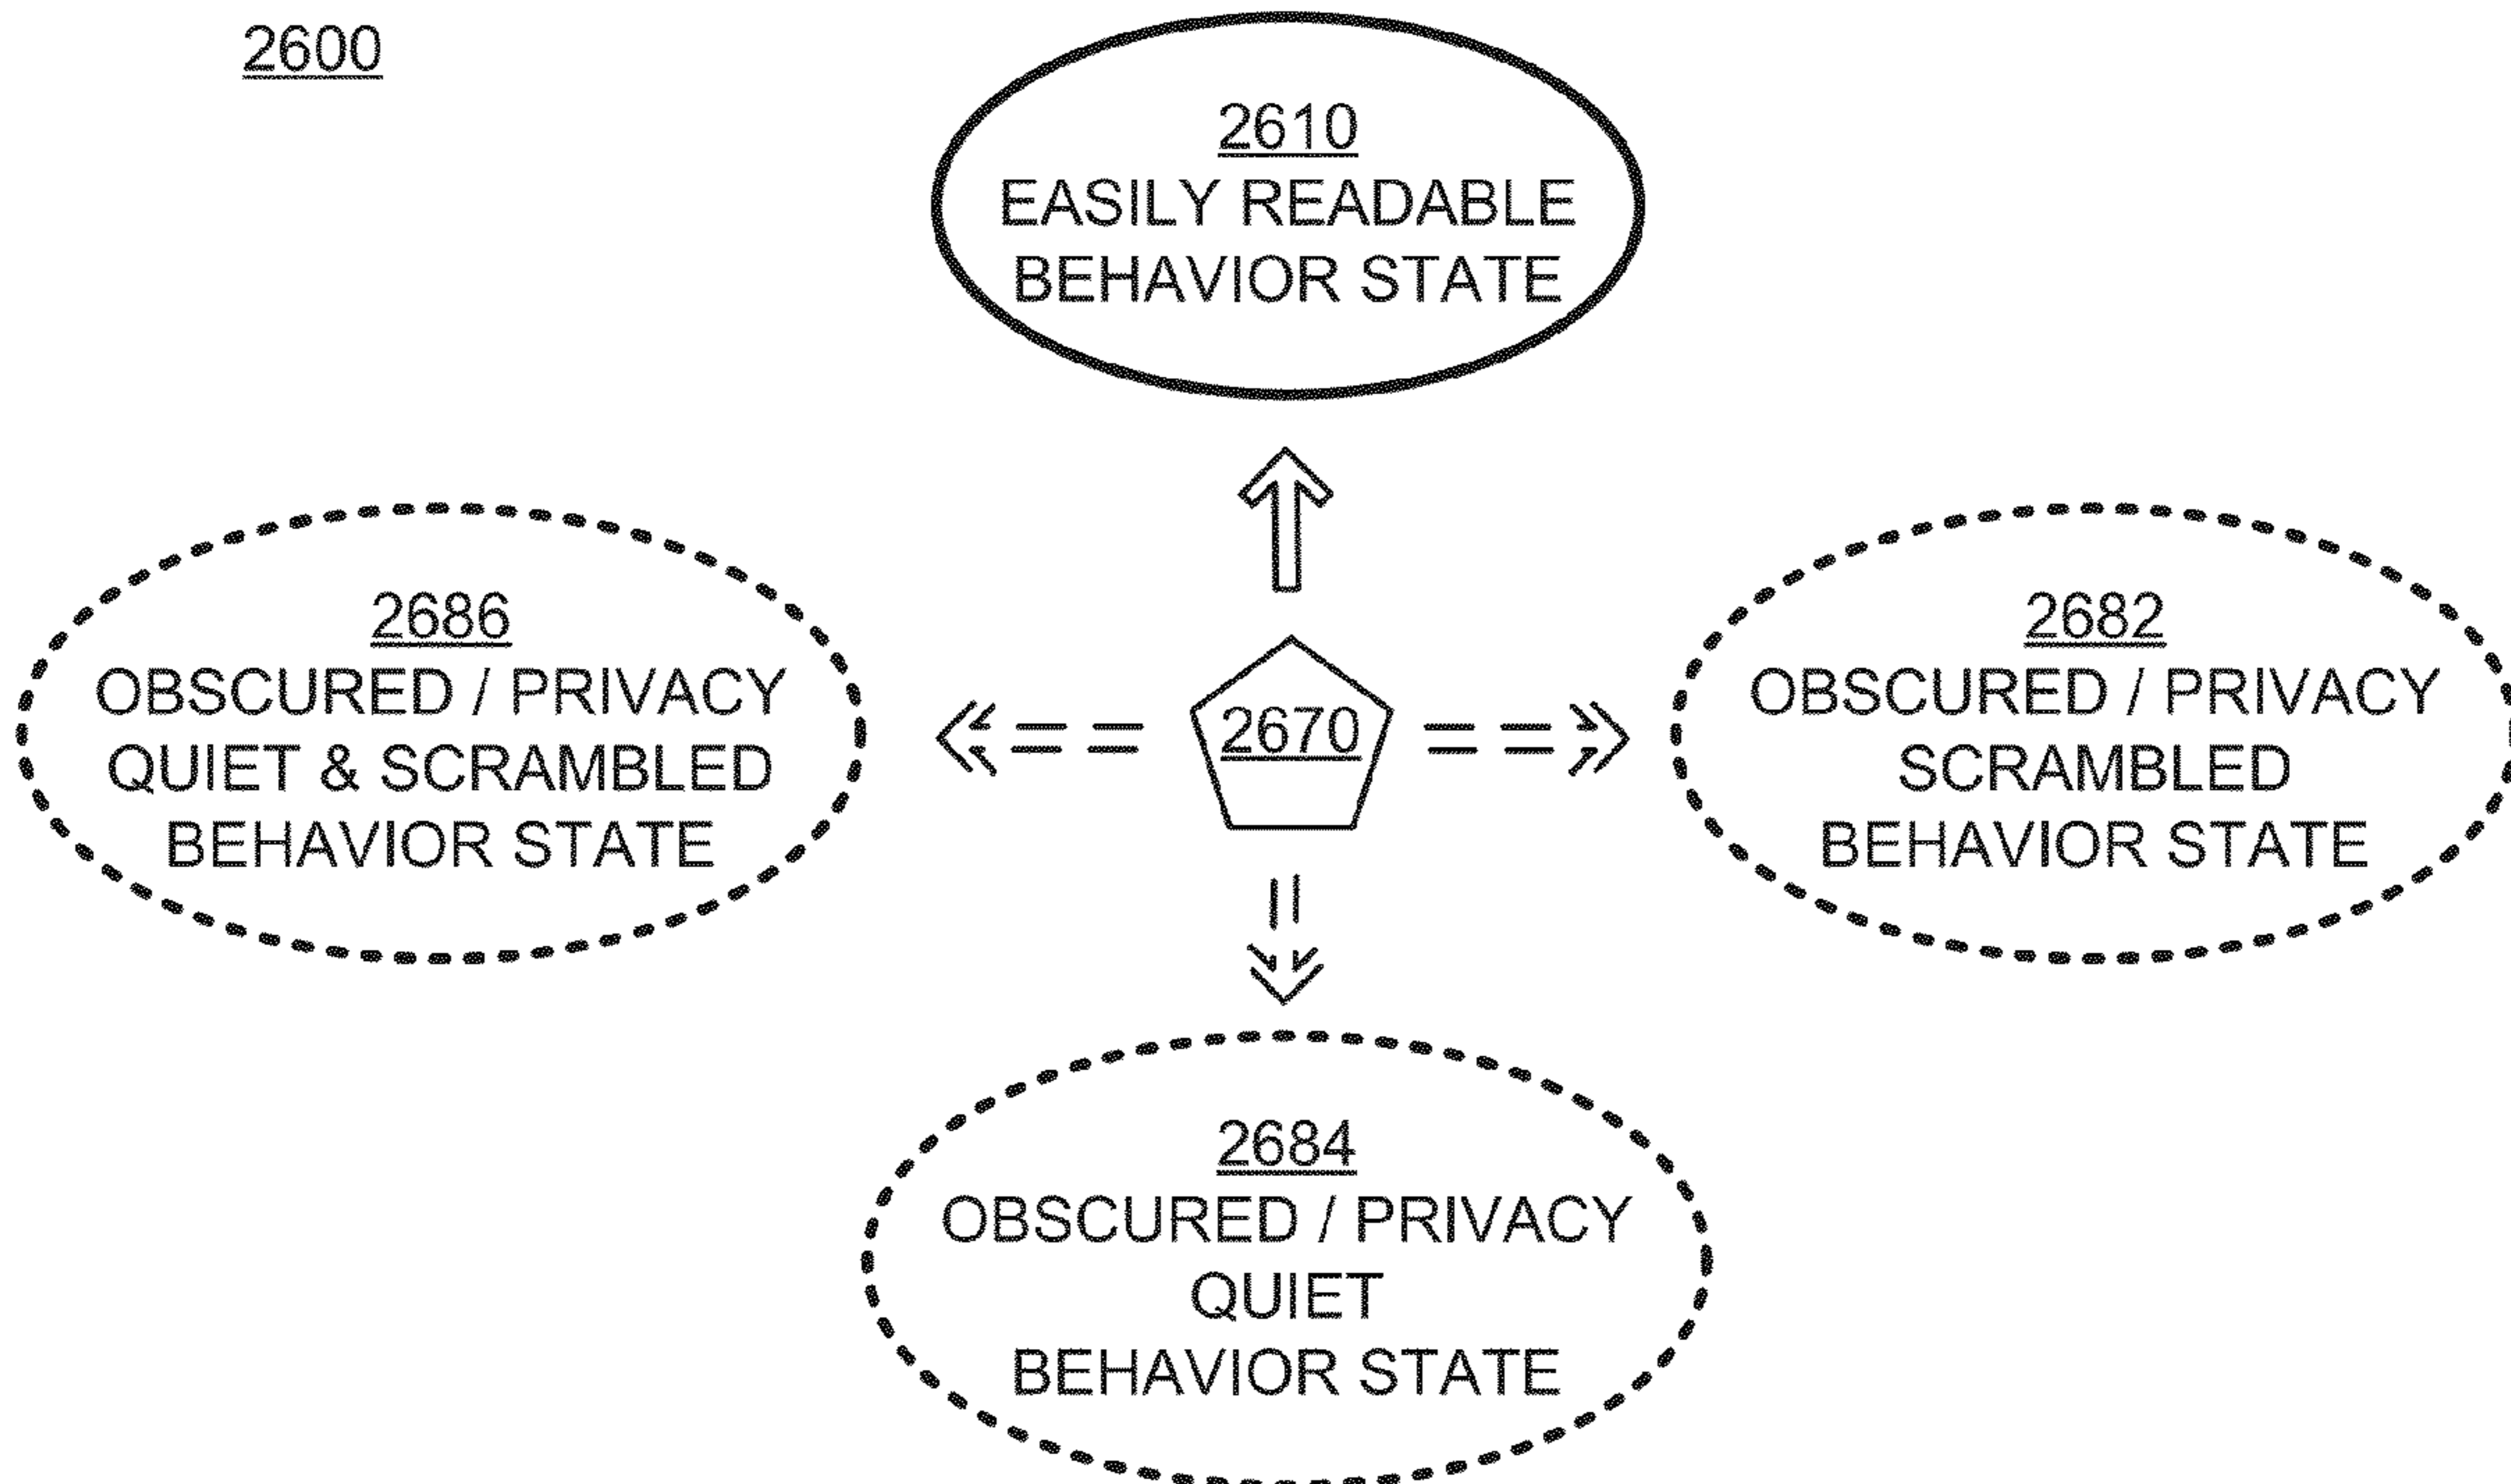 2600
2610
EASILY READABLE
BEHAVIOR STATE
2686
OBSCURED / PRIVACY
QUIET & SCRAMBLED
BEHAVIOR STATE
2670
2682
OBSCURED / PRIVACY
SCRAMBLED
BEHAVIOR STATE
2684
OBSCURED / PRIVACY
QUIET
BEHAVIOR STATE